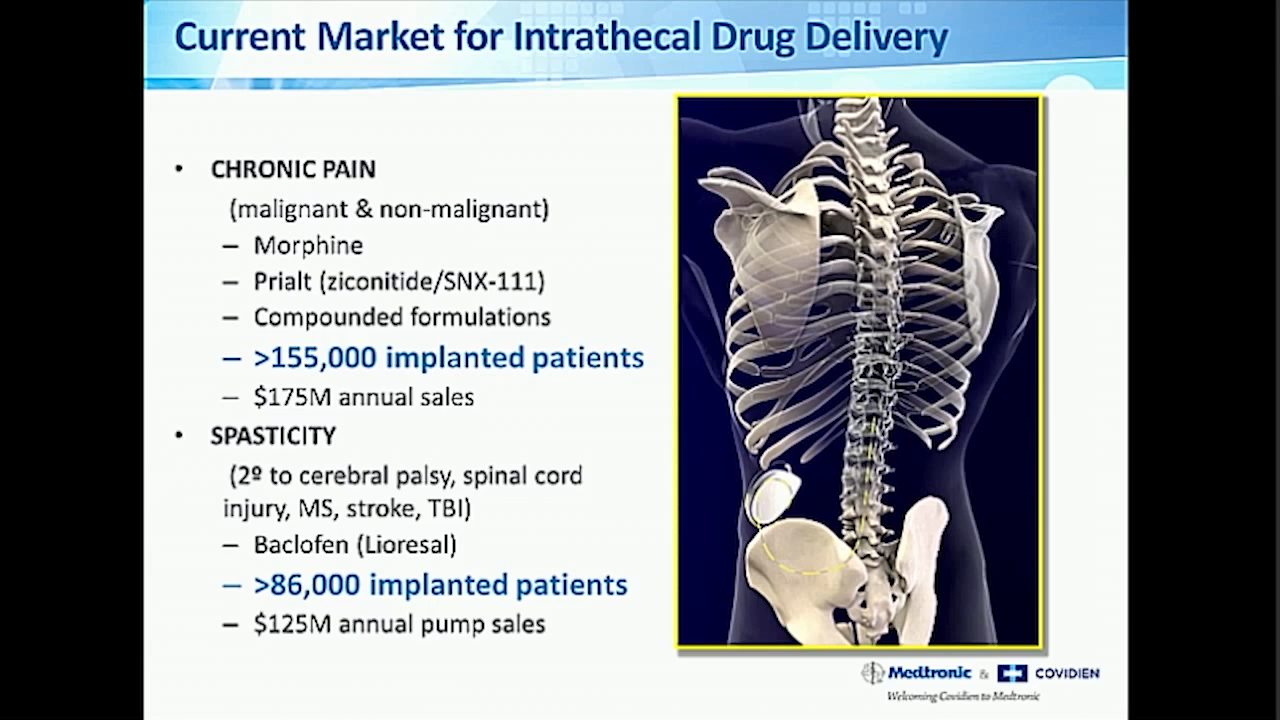 Current Market for Intrathecal Drug Delivery
• CHRONIC PAIN
(malignant & non-malignant)
– Morphine
– Prialt (ziconitide/SNX-111)
– Compounded formulations
– >155,000 implanted patients
– $175M annual sales
• SPASTICITY
(2º to cerebral palsy, spinal cord
injury, MS, stroke, TBI)
– Baclofen (Lioresal)
– >86,000 implanted patients
– $125M annual pump sales
Medtronic & COVIDIEN
Welcoming Covidien to Medtronic